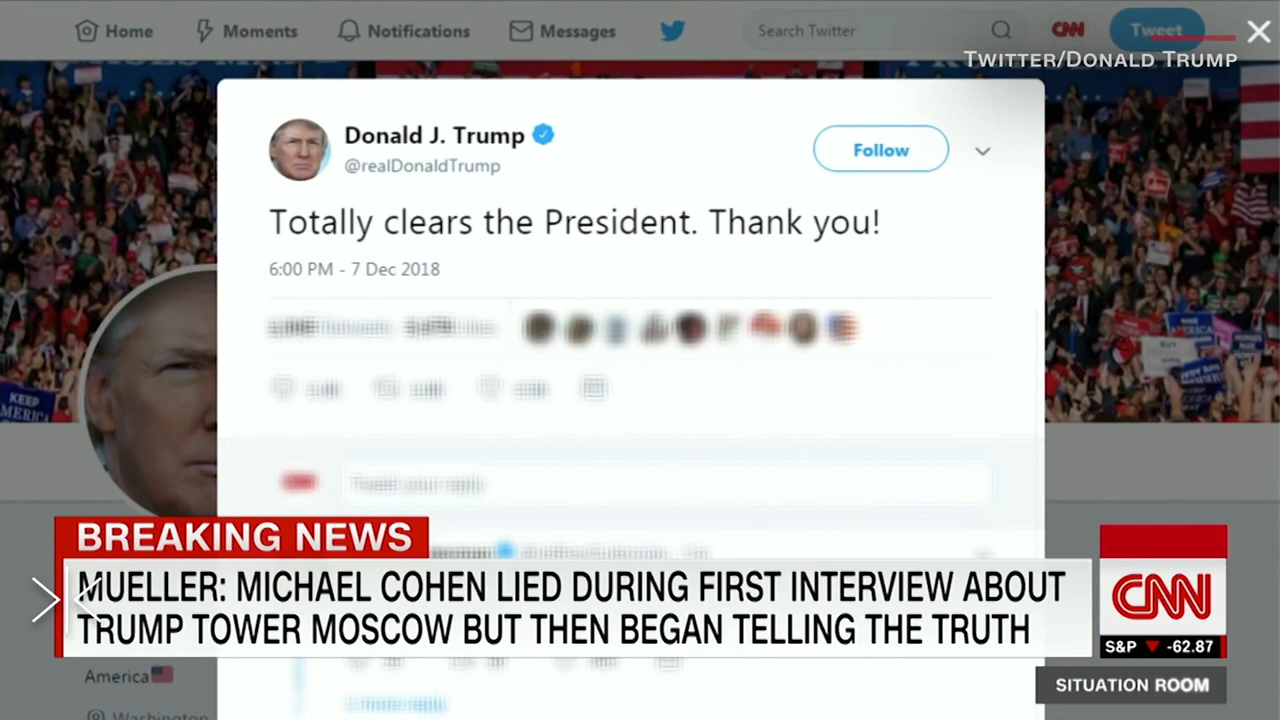 Home Moments Notifications Messages Search Twitter CNN Tweet
TWITTER/DONALD TRUMP
Donald J. Trump
@realDonaldTrump
Follow
Totally clears the President. Thank you!
6:00 PM - 7 Dec 2018
KEEP
AMERICA
BREAKING NEWS
MUELLER: MICHAEL COHEN LIED DURING FIRST INTERVIEW ABOUT
TRUMP TOWER MOSCOW BUT THEN BEGAN TELLING THE TRUTH
CNN
S&P ▼ -62.87
SITUATION ROOM
America
Washington